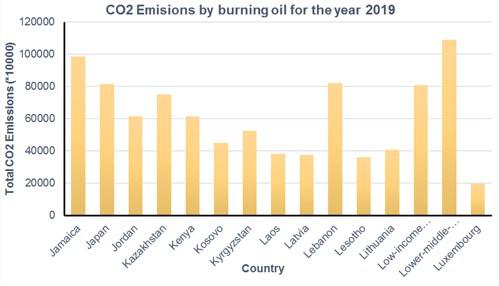 CO2 Emisions by burning oil for the year 2019
Total CO2 Emissions (*10000)
120000
100000
80000
60000
40000
20000
0
Jamaica
Japan
Jordan
Kazakhstan
Kenya
Kosovo
Kyrgyzstan
Laos
Latvia
Lebanon
Lesotho
Lithuania
Low-income...
Lower-middle-...
Luxembourg
Country